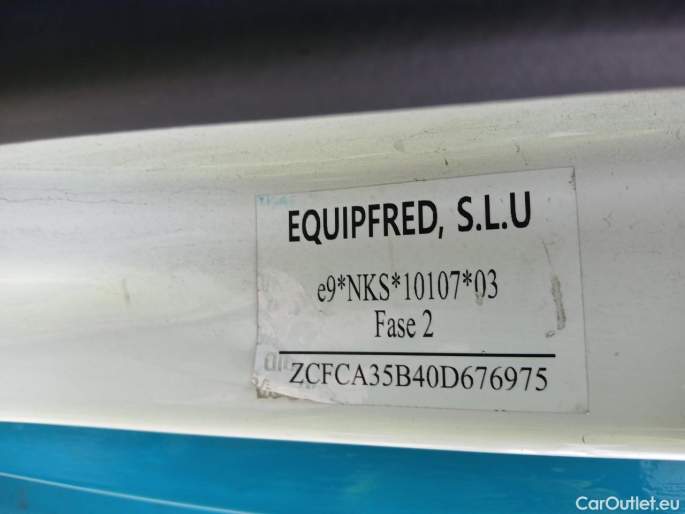 EQUIPFRED, S.L.U
e9*NKS*10107*03
Fase 2
ZCFCA35B40D676975
CarOutlet.eu